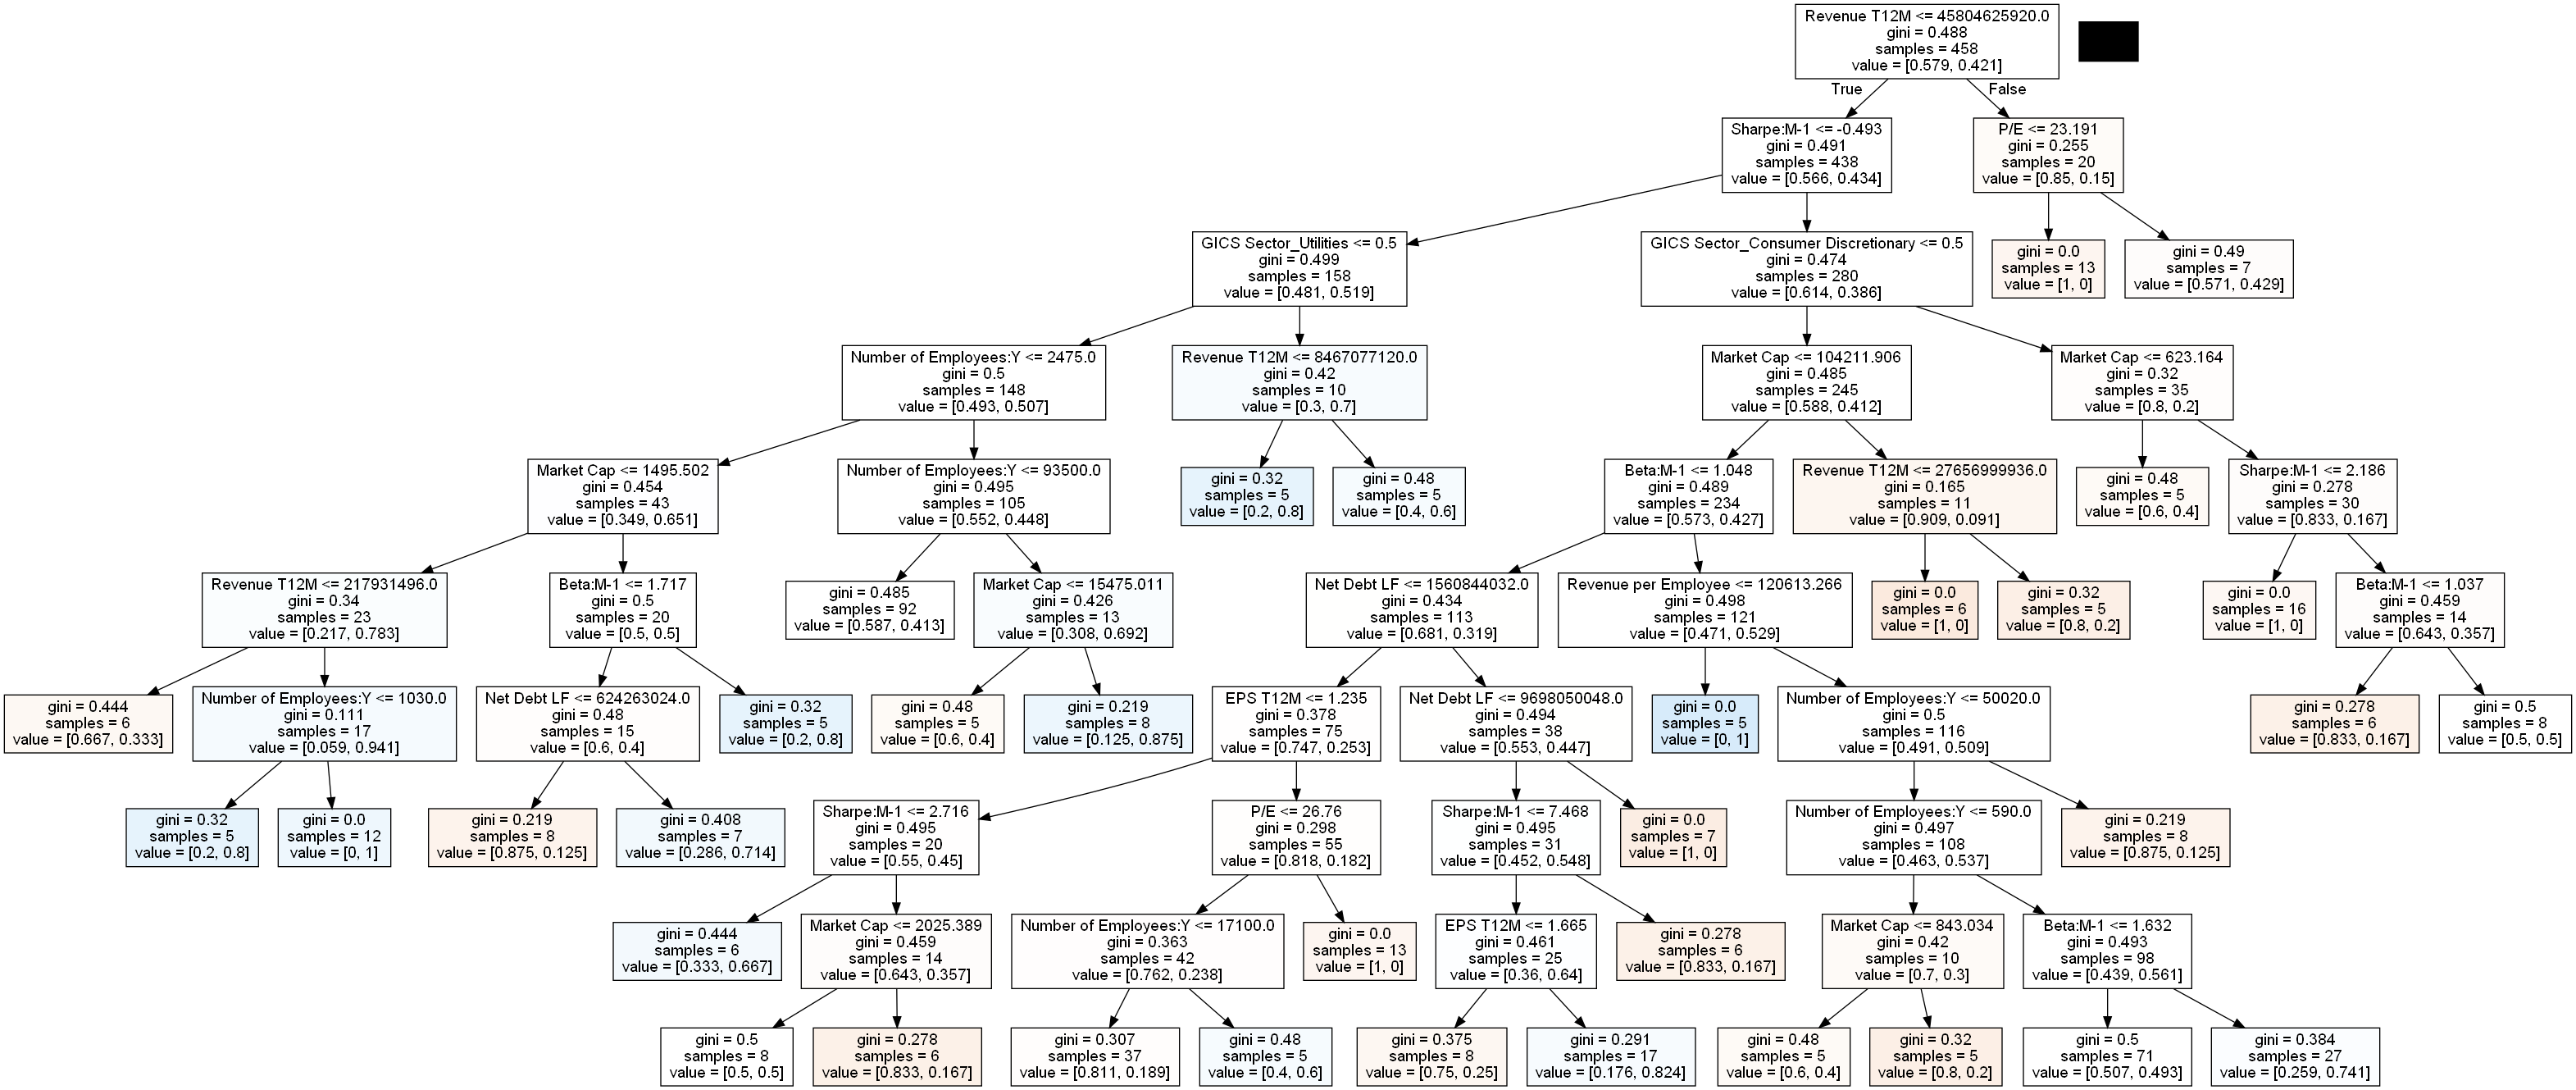 Revenue T12M <= 45804625920.0
gini = 0.488
samples = 458
value = [0.579, 0.421]
True
False
Sharpe:M-1 <= -0.493
gini = 0.491
samples = 438
value = [0.566, 0.434]
P/E <= 23.191
gini = 0.255
samples = 20
value = [0.85, 0.15]
GICS Sector_Utilities <= 0.5
gini = 0.499
samples = 158
value = [0.481, 0.519]
GICS Sector_Consumer Discretionary <= 0.5
gini = 0.474
samples = 280
value = [0.614, 0.386]
gini = 0.0
samples = 13
value = [1, 0]
gini = 0.49
samples = 7
value = [0.571, 0.429]
Number of Employees:Y <= 2475.0
gini = 0.5
samples = 148
value = [0.493, 0.507]
Revenue T12M <= 8467077120.0
gini = 0.42
samples = 10
value = [0.3, 0.7]
Market Cap <= 104211.906
gini = 0.485
samples = 245
value = [0.588, 0.412]
Market Cap <= 623.164
gini = 0.32
samples = 35
value = [0.8, 0.2]
Market Cap <= 1495.502
gini = 0.454
samples = 43
value = [0.349, 0.651]
Number of Employees:Y <= 93500.0
gini = 0.495
samples = 105
value = [0.552, 0.448]
gini = 0.32
samples = 5
value = [0.2, 0.8]
gini = 0.48
samples = 5
value = [0.4, 0.6]
Beta:M-1 <= 1.048
gini = 0.489
samples = 234
value = [0.573, 0.427]
Revenue T12M <= 27656999936.0
gini = 0.165
samples = 11
value = [0.909, 0.091]
gini = 0.48
samples = 5
value = [0.6, 0.4]
Sharpe:M-1 <= 2.186
gini = 0.278
samples = 30
value = [0.833, 0.167]
Revenue T12M <= 217931496.0
gini = 0.34
samples = 23
value = [0.217, 0.783]
Beta:M-1 <= 1.717
gini = 0.5
samples = 20
value = [0.5, 0.5]
gini = 0.485
samples = 92
value = [0.587, 0.413]
Market Cap <= 15475.011
gini = 0.426
samples = 13
value = [0.308, 0.692]
Net Debt LF <= 1560844032.0
gini = 0.434
samples = 113
value = [0.681, 0.319]
Revenue per Employee <= 120613.266
gini = 0.498
samples = 121
value = [0.471, 0.529]
gini = 0.0
samples = 6
value = [1, 0]
gini = 0.32
samples = 5
value = [0.8, 0.2]
gini = 0.0
samples = 16
value = [1, 0]
Beta:M-1 <= 1.037
gini = 0.459
samples = 14
value = [0.643, 0.357]
gini = 0.444
samples = 6
value = [0.667, 0.333]
Number of Employees:Y <= 1030.0
gini = 0.111
samples = 17
value = [0.059, 0.941]
Net Debt LF <= 624263024.0
gini = 0.48
samples = 15
value = [0.6, 0.4]
gini = 0.32
samples = 5
value = [0.2, 0.8]
gini = 0.48
samples = 5
value = [0.6, 0.4]
gini = 0.219
samples = 8
value = [0.125, 0.875]
EPS T12M <= 1.235
gini = 0.378
samples = 75
value = [0.747, 0.253]
Net Debt LF <= 9698050048.0
gini = 0.494
samples = 38
value = [0.553, 0.447]
gini = 0.0
samples = 5
value = [0, 1]
Number of Employees:Y <= 50020.0
gini = 0.5
samples = 116
value = [0.491, 0.509]
gini = 0.278
samples = 6
value = [0.833, 0.167]
gini = 0.5
samples = 8
value = [0.5, 0.5]
gini = 0.32
samples = 5
value = [0.2, 0.8]
gini = 0.0
samples = 12
value = [0, 1]
gini = 0.219
samples = 8
value = [0.875, 0.125]
gini = 0.408
samples = 7
value = [0.286, 0.714]
Sharpe:M-1 <= 2.716
gini = 0.495
samples = 20
value = [0.55, 0.45]
P/E <= 26.76
gini = 0.298
samples = 55
value = [0.818, 0.182]
Sharpe:M-1 <= 7.468
gini = 0.495
samples = 31
value = [0.452, 0.548]
gini = 0.0
samples = 7
value = [1, 0]
Number of Employees:Y <= 590.0
gini = 0.497
samples = 108
value = [0.463, 0.537]
gini = 0.219
samples = 8
value = [0.875, 0.125]
gini = 0.444
samples = 6
value = [0.333, 0.667]
Market Cap <= 2025.389
gini = 0.459
samples = 14
value = [0.643, 0.357]
Number of Employees:Y <= 17100.0
gini = 0.363
samples = 42
value = [0.762, 0.238]
gini = 0.0
samples = 13
value = [1, 0]
EPS T12M <= 1.665
gini = 0.461
samples = 25
value = [0.36, 0.64]
gini = 0.278
samples = 6
value = [0.833, 0.167]
Market Cap <= 843.034
gini = 0.42
samples = 10
value = [0.7, 0.3]
Beta:M-1 <= 1.632
gini = 0.493
samples = 98
value = [0.439, 0.561]
gini = 0.5
samples = 8
value = [0.5, 0.5]
gini = 0.278
samples = 6
value = [0.833, 0.167]
gini = 0.307
samples = 37
value = [0.811, 0.189]
gini = 0.48
samples = 5
value = [0.4, 0.6]
gini = 0.375
samples = 8
value = [0.75, 0.25]
gini = 0.291
samples = 17
value = [0.176, 0.824]
gini = 0.48
samples = 5
value = [0.6, 0.4]
gini = 0.32
samples = 5
value = [0.8, 0.2]
gini = 0.5
samples = 71
value = [0.507, 0.493]
gini = 0.384
samples = 27
value = [0.259, 0.741]